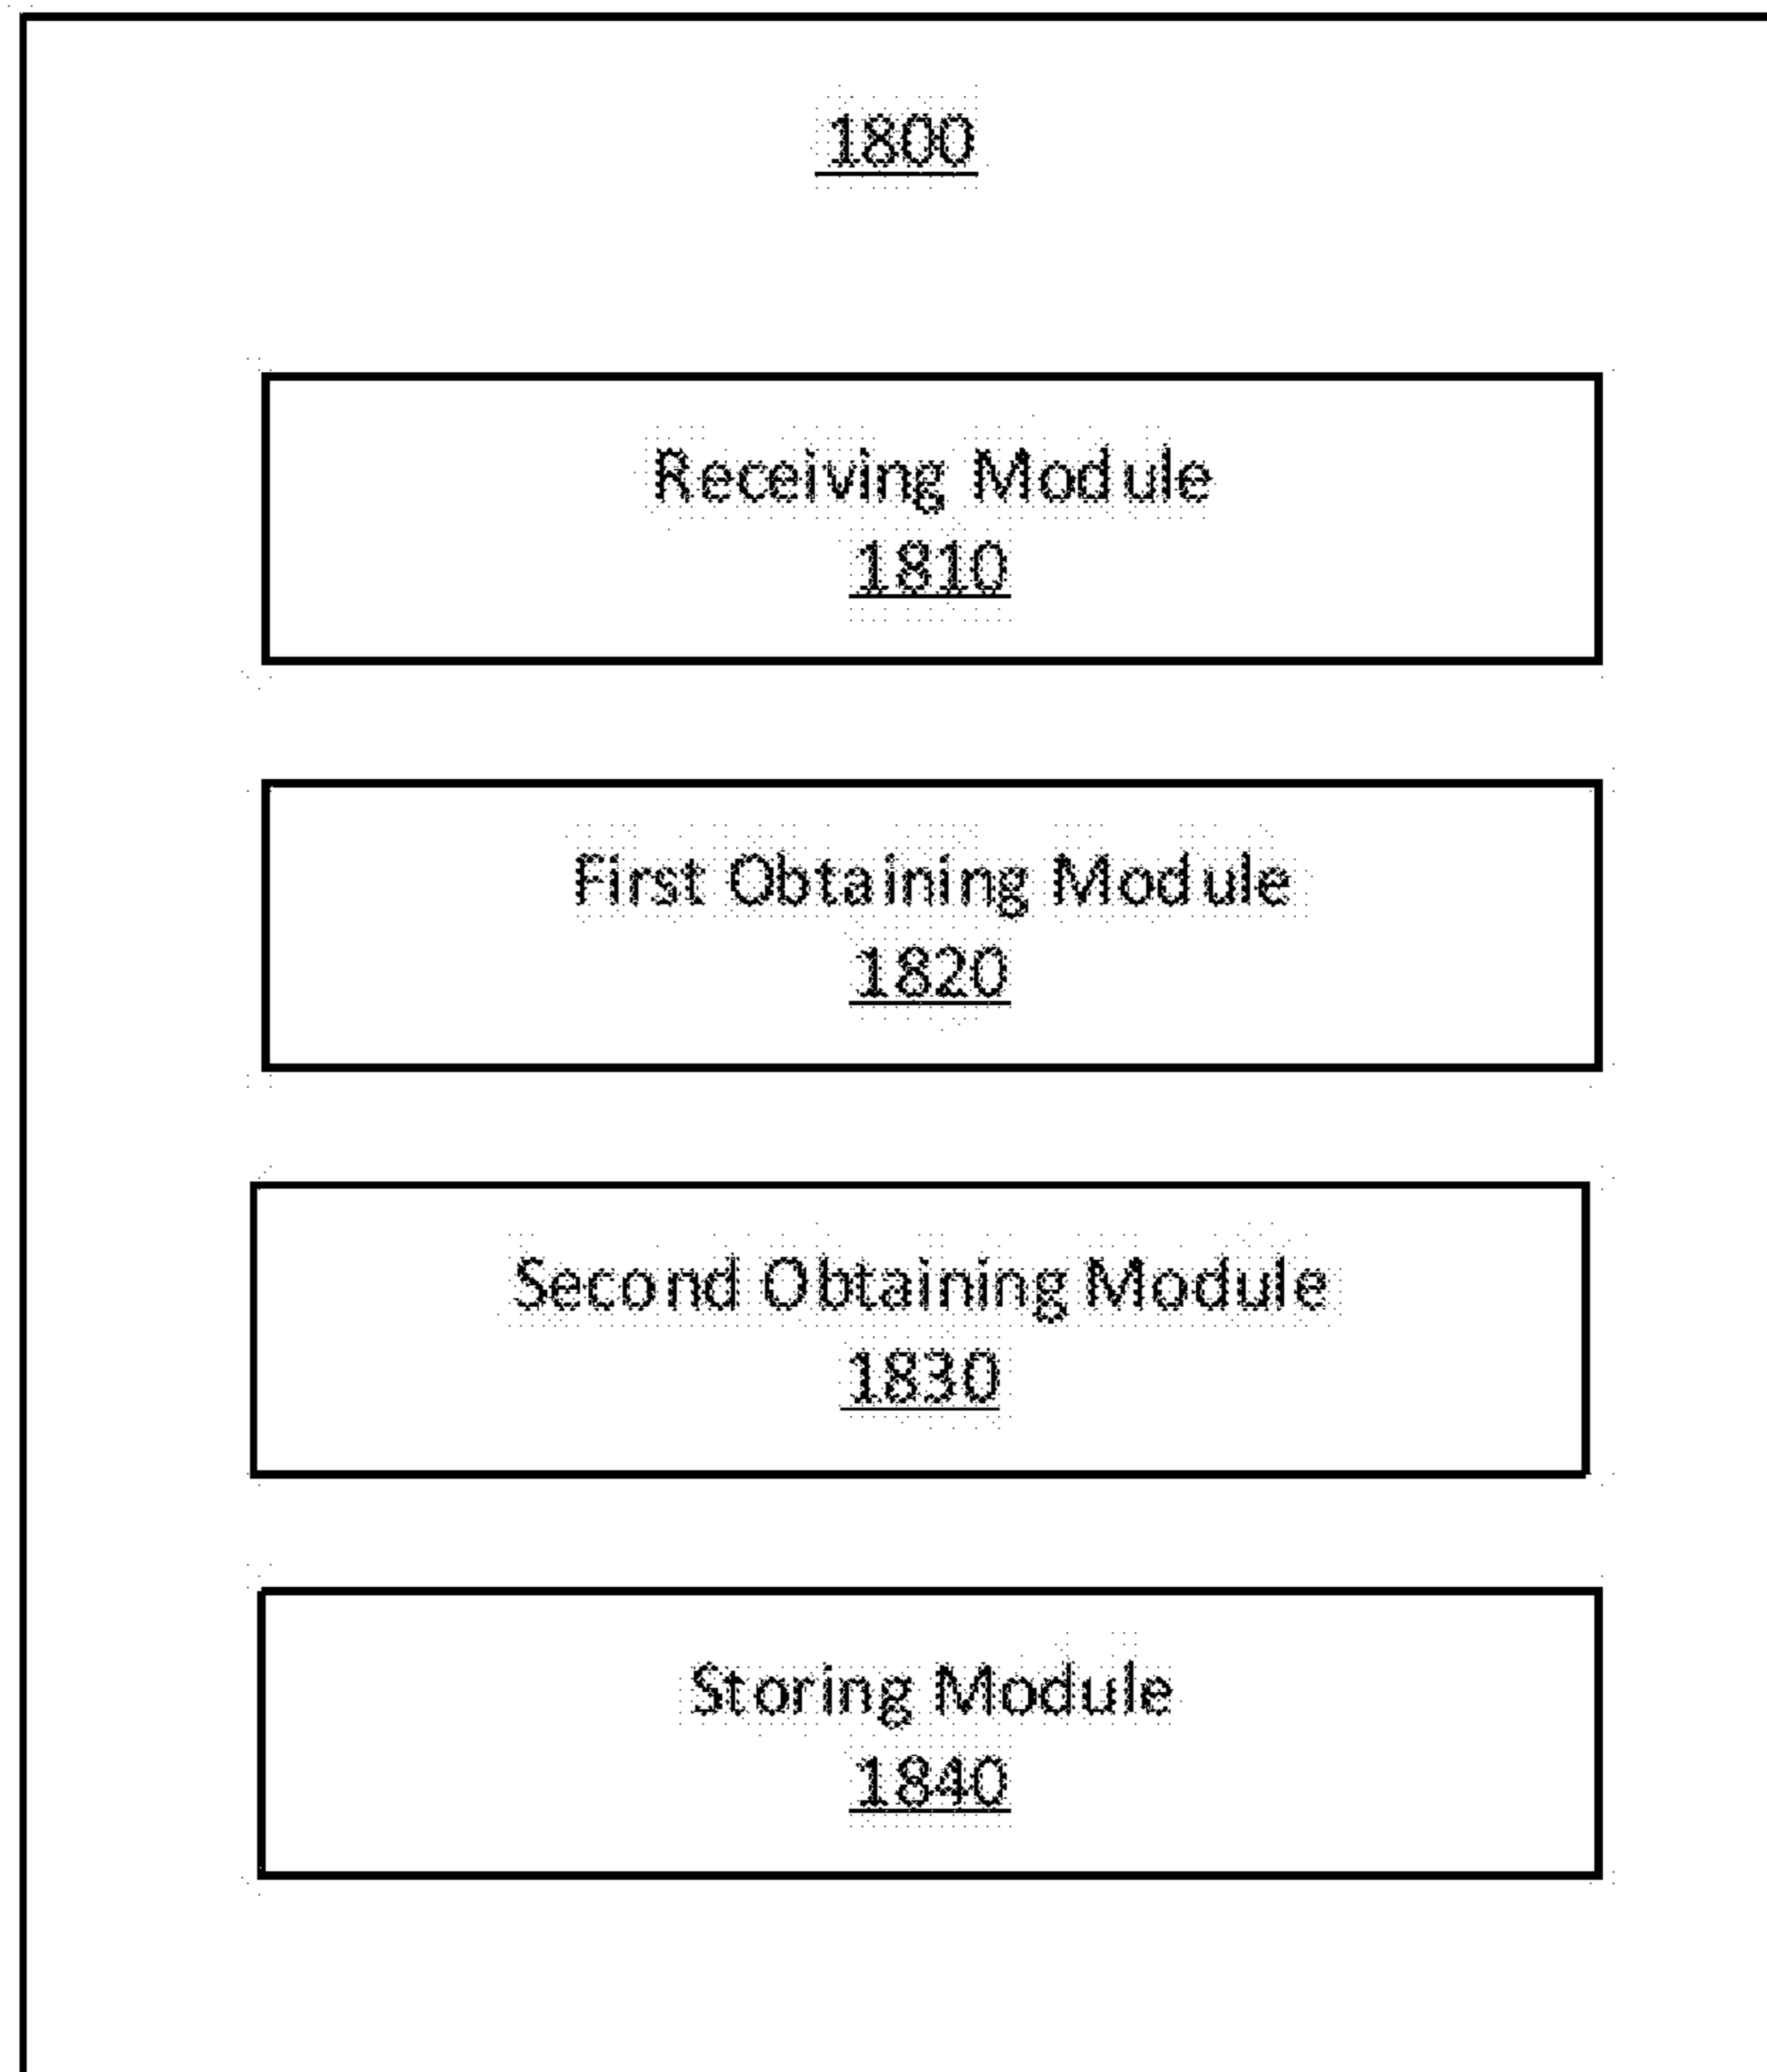 1800
Receiving Module
1810
First Obtaining Module
1820
Second Obtaining Module
1830
Storing Module
1840